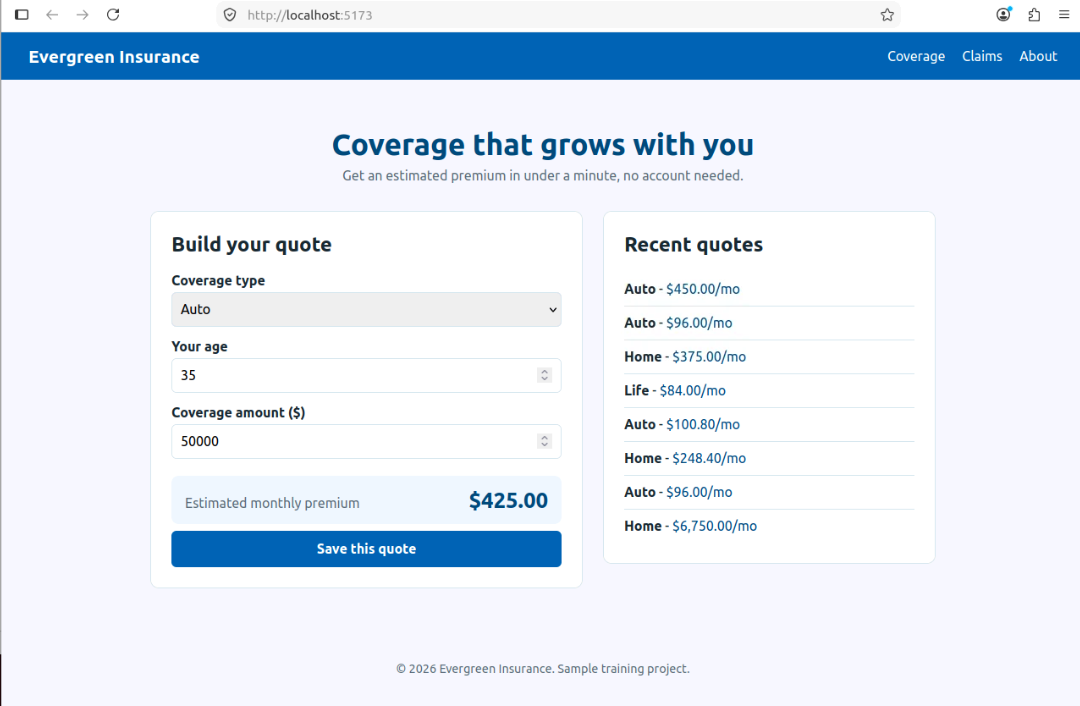 http://localhost:5173
Evergreen Insurance
Coverage Claims About
Coverage that grows with you
Get an estimated premium in under a minute, no account needed.
Build your quote
Coverage type
Auto
Your age
35
Coverage amount ($)
50000
Estimated monthly premium $425.00
Save this quote
Recent quotes
Auto - $450.00/mo
Auto - $96.00/mo
Home - $375.00/mo
Life - $84.00/mo
Auto - $100.80/mo
Home - $248.40/mo
Auto - $96.00/mo
Home - $6,750.00/mo
© 2026 Evergreen Insurance. Sample training project.